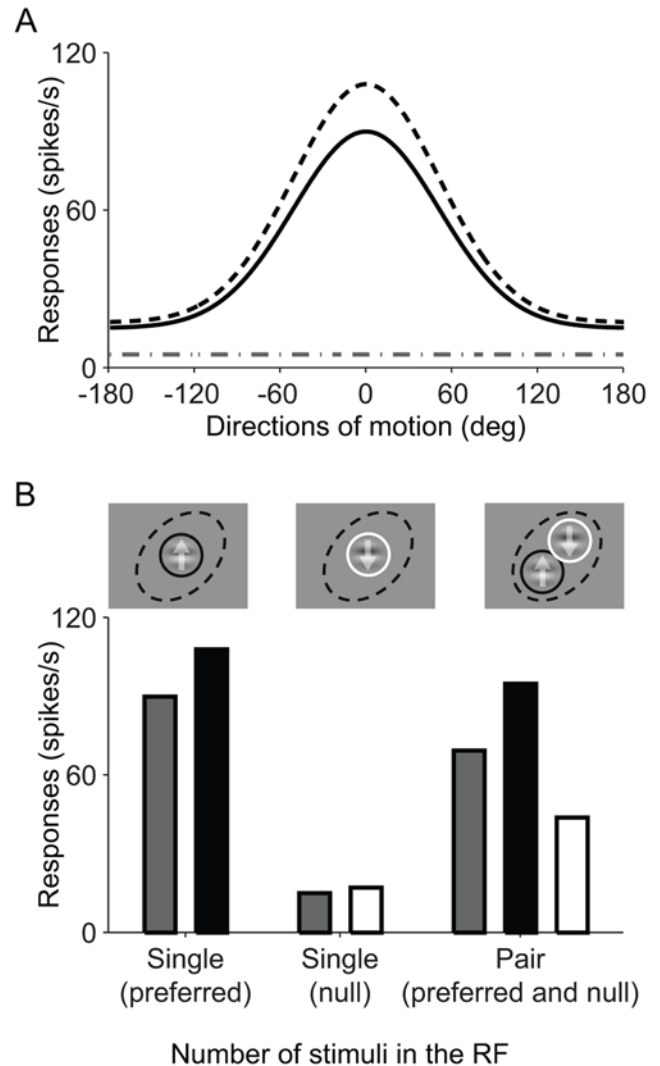 A
Responses (spikes/s)
120
60
0
-180 -120 -60 0 60 120 180
Directions of motion (deg)
B
Responses (spikes/s)
120
60
0
Single Single Pair
(preferred) (null) (preferred and null)
Number of stimuli in the RF